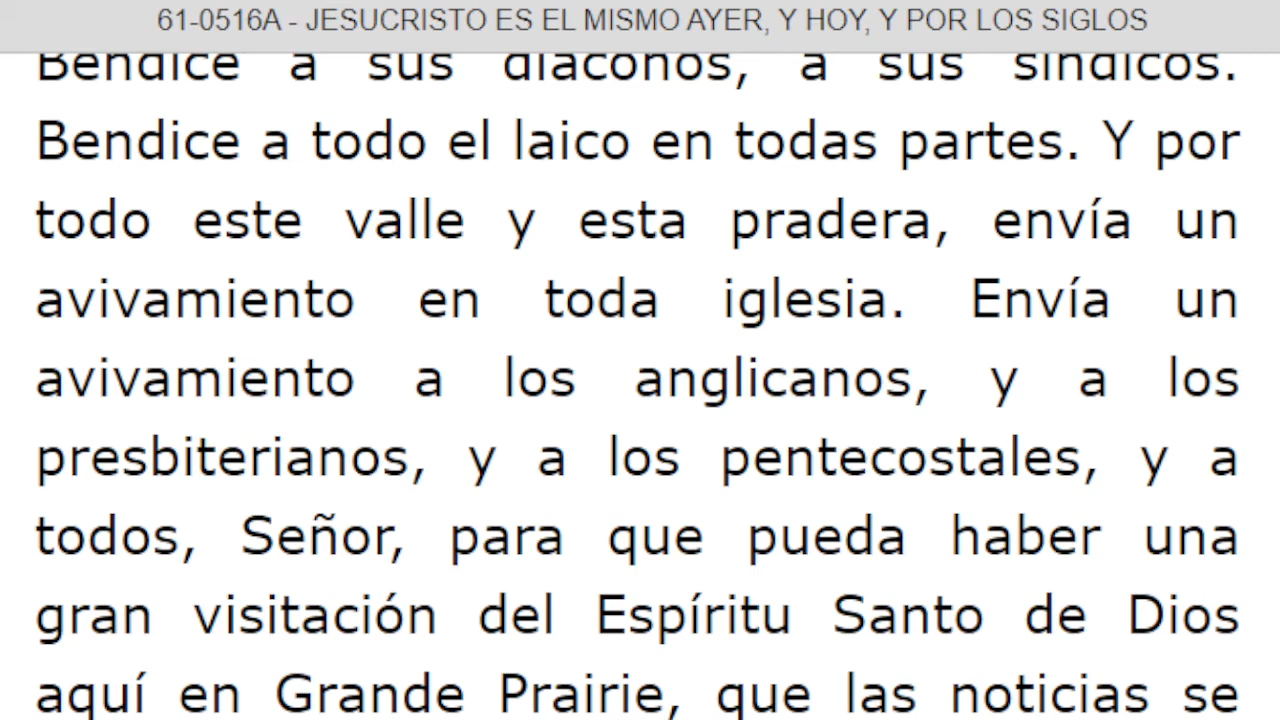 61-0516A - JESUCRISTO ES EL MISMO AYER, Y HOY, Y POR LOS SIGLOS
Bendice a sus diáconos, a sus síndicos.
Bendice a todo el laico en todas partes. Y por
todo este valle y esta pradera, envía un
avivamiento en toda iglesia. Envía un
avivamiento a los anglicanos, y a los
presbiterianos, y a los pentecostales, y a
todos, Señor, para que pueda haber una
gran visitación del Espíritu Santo de Dios
aquí en Grande Prairie, que las noticias se